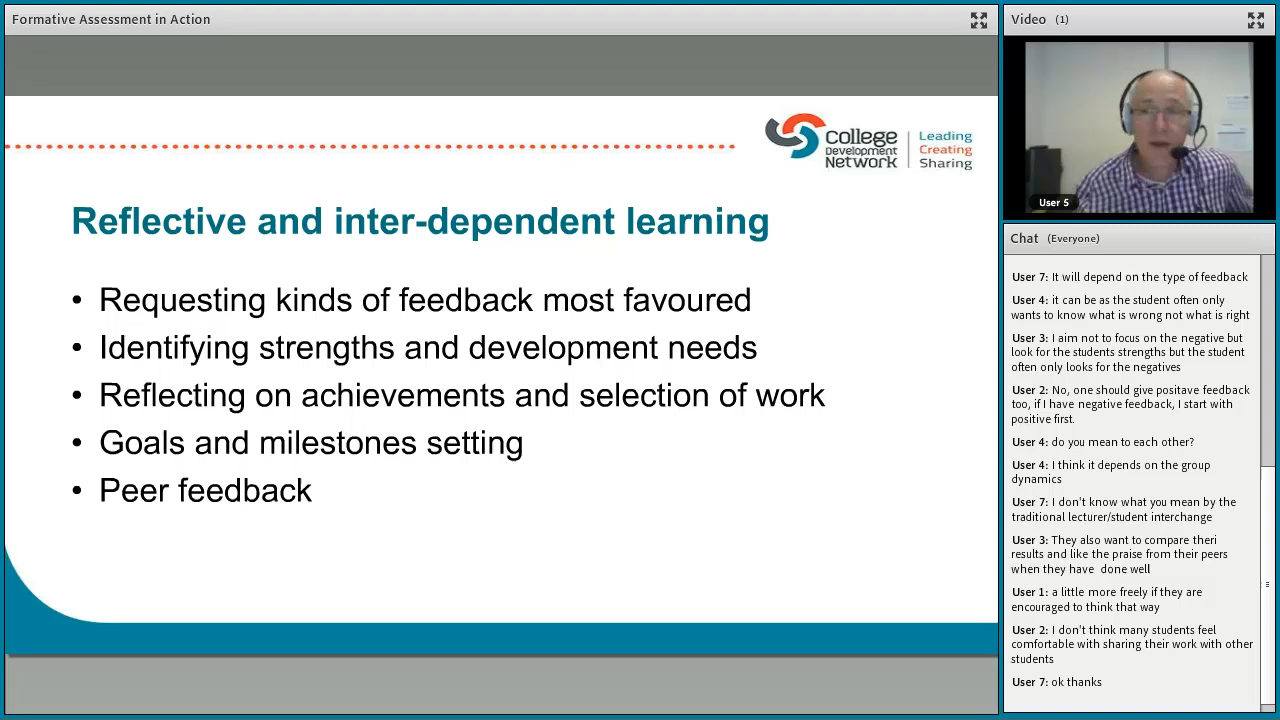 Formative Assessment in Action
College
Development
Network
Leading
Creating
Sharing
Reflective and inter-dependent learning
• Requesting kinds of feedback most favoured
• Identifying strengths and development needs
• Reflecting on achievements and selection of work
• Goals and milestones setting
• Peer feedback
Video (1)
User 5
Chat (Everyone)
User 7: It will depend on the type of feedback
User 4: it can be as the student often only
wants to know what is wrong not what is right
User 3: I aim not to focus on the negative but
look for the students strengths but the student
often only looks for the negatives
User 2: No, one should give positave feedback
too, if I have negative feedback, I start with
positive first.
User 4: do you mean to each other?
User 4: I think it depends on the group
dynamics
User 7: I don't know what you mean by the
traditional lecturer/student interchange
User 3: They also want to compare theri
results and like the praise from their peers
when they have done well
User 1: a little more freely if they are
encouraged to think that way
User 2: I don't think many students feel
comfortable with sharing their work with other
students
User 7: ok thanks